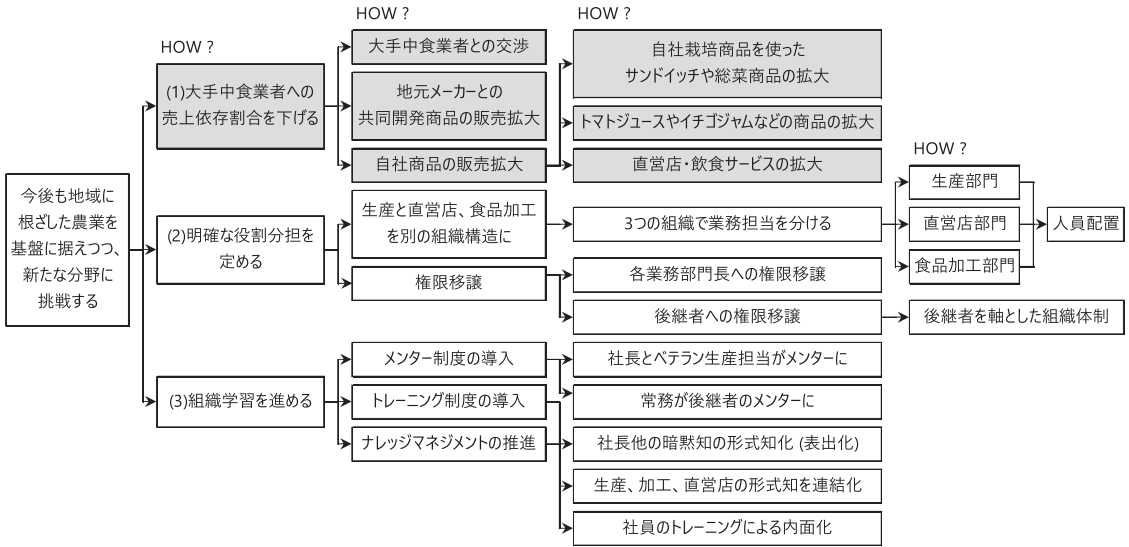 HOW ?
HOW ?
HOW ?
HOW ?
今後も地域に
根ざした農業を
基盤に据えつつ、
新たな分野に
挑戦する
(1)大手中食業者への
売上依存割合を下げる
大手中食業者との交渉
地元メーカーとの
共同開発商品の販売拡大
自社商品の販売拡大
自社栽培商品を使った
サンドイッチや総菜商品の拡大
トマトジュースやイチゴジャムなどの商品の拡大
直営店・飲食サービスの拡大
(2)明確な役割分担を
定める
生産と直営店、食品加工
を別の組織構造に
3つの組織で業務担当を分ける
生産部門
直営店部門
食品加工部門
人員配置
権限移譲
各業務部門長への権限移譲
後継者への権限移譲
後継者を軸とした組織体制
(3)組織学習を進める
メンター制度の導入
トレーニング制度の導入
ナレッジマネジメントの推進
社長とベテラン生産担当がメンターに
常務が後継者のメンターに
社長他の暗黙知の形式知化 (表出化)
生産、加工、直営店の形式知を連結化
社員のトレーニングによる内面化